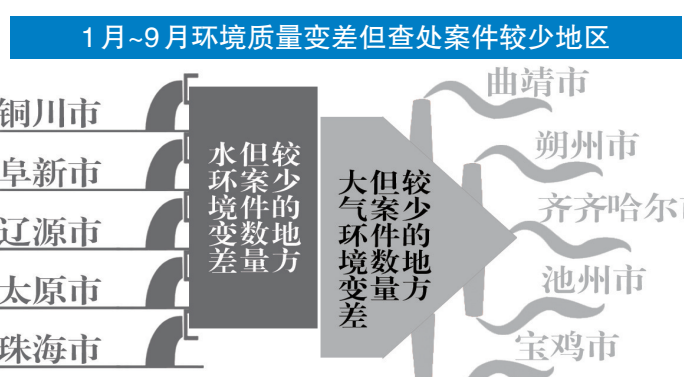 1月~9月环境质量变差但查处案件较少地区
铜川市
阜新市
辽源市
太原市
珠海市
水环境变差
但案件数量
较少的地方
大气环境变差
但案件数量
较少的地方
曲靖市
朔州市
齐齐哈尔市
池州市
宝鸡市